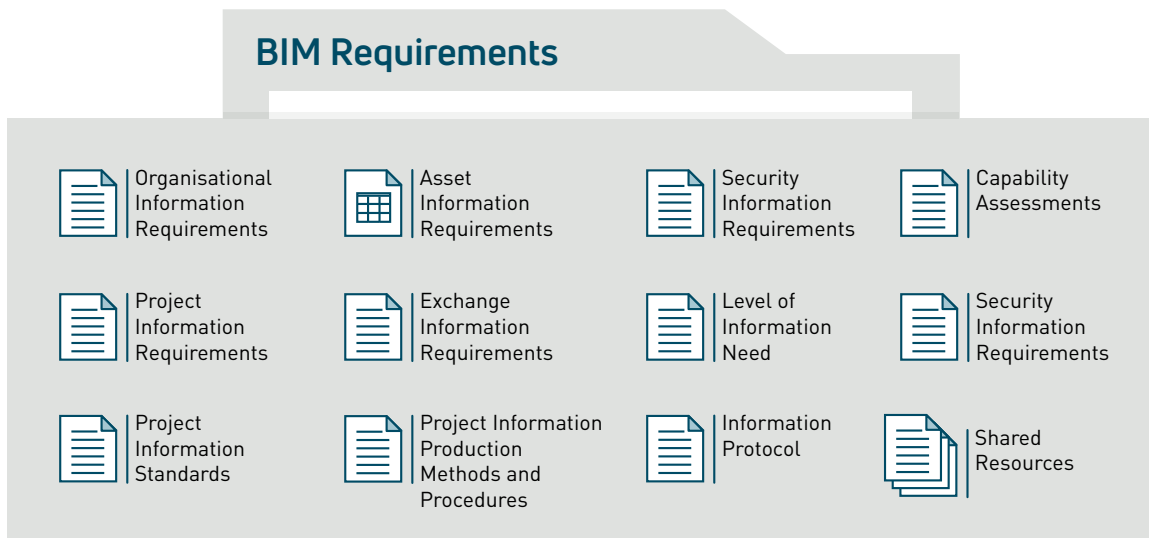 BIM Requirements
Organisational
Information
Requirements
Asset
Information
Requirements
Security
Information
Requirements
Capability
Assessments
Project
Information
Requirements
Exchange
Information
Requirements
Level of
Information
Need
Security
Information
Requirements
Project
Information
Standards
Project Information
Production
Methods and
Procedures
Information
Protocol
Shared
Resources